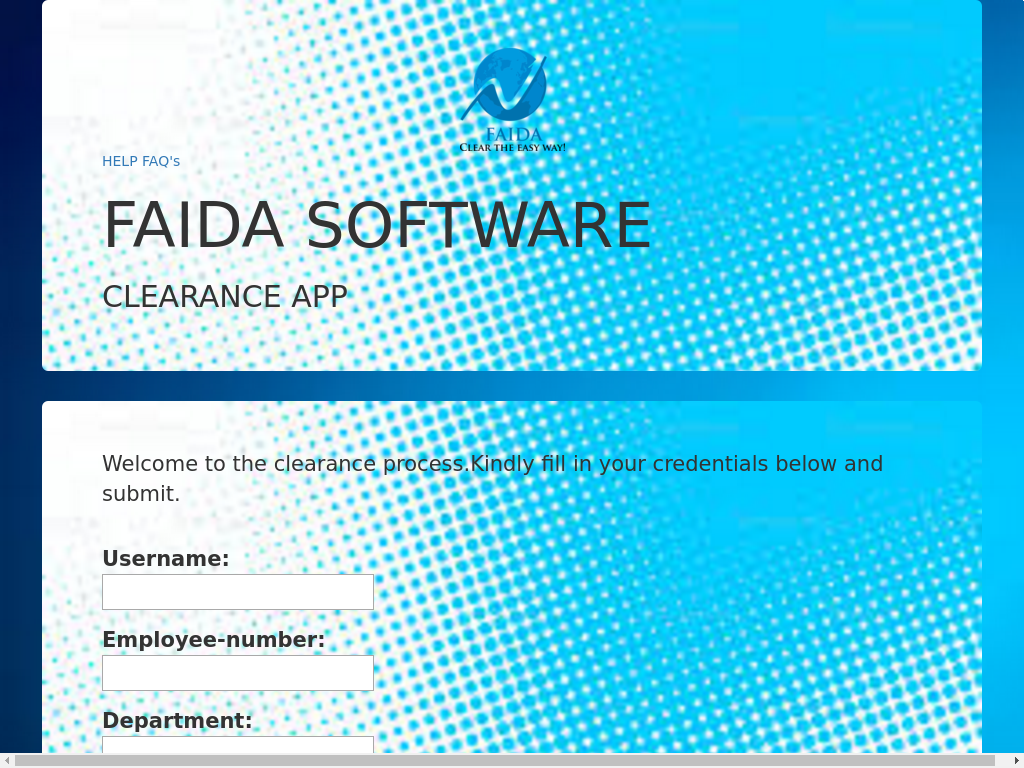 FAIDA
CLEAR THE EASY WAY!
HELP FAQ's
FAIDA SOFTWARE
CLEARANCE APP
Welcome to the clearance process.Kindly fill in your credentials below and
submit.
Username:
Employee-number:
Department: